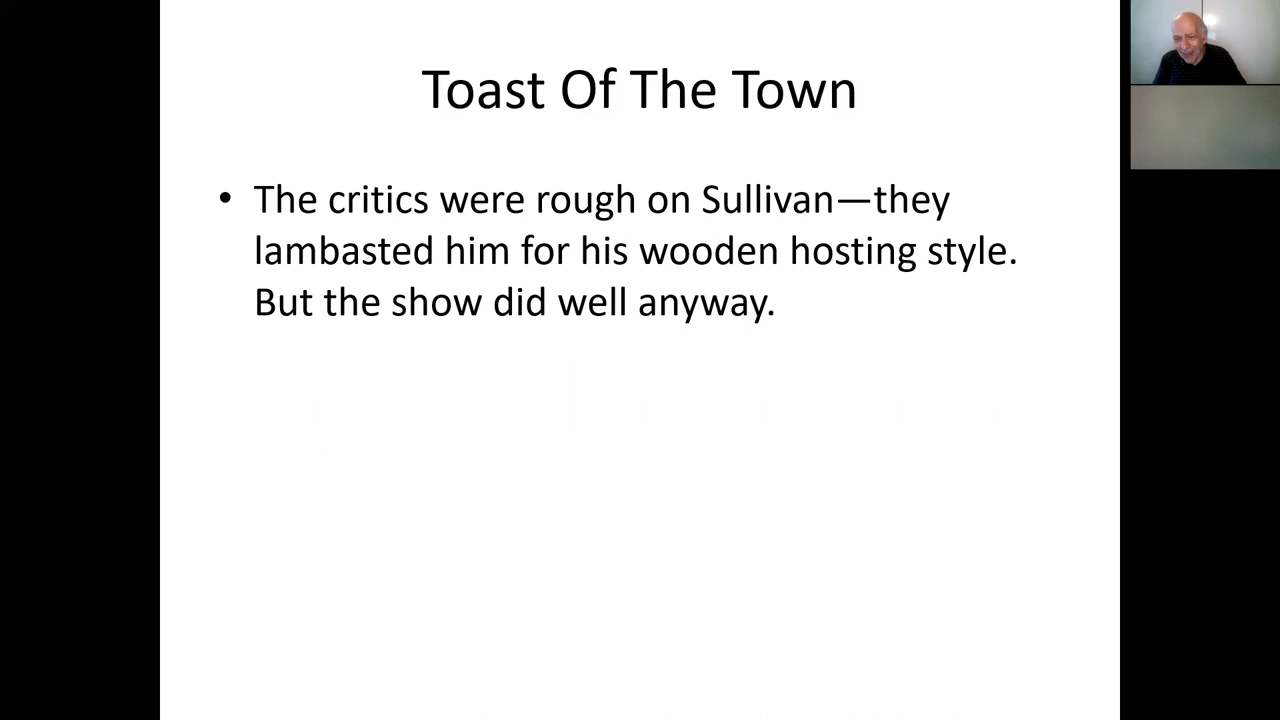 Toast Of The Town
• The critics were rough on Sullivan—they
lambasted him for his wooden hosting style.
But the show did well anyway.